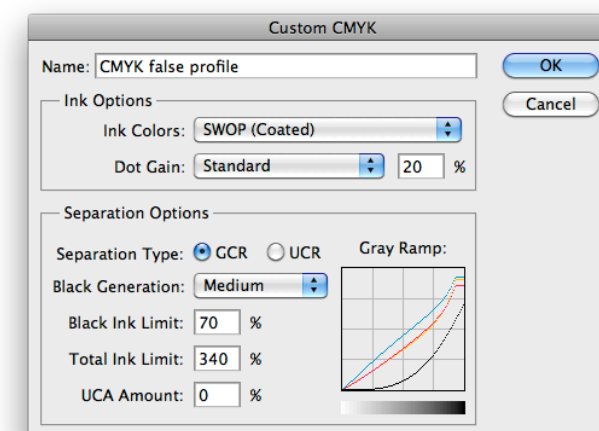 Custom CMYK
Name: CMYK false profile
OK
Ink Options
Cancel
Ink Colors: SWOP (Coated)
Dot Gain: Standard 20 %
Separation Options
Separation Type: GCR UCR Gray Ramp:
Black Generation: Medium
Black Ink Limit: 70 %
Total Ink Limit: 340 %
UCA Amount: 0 %